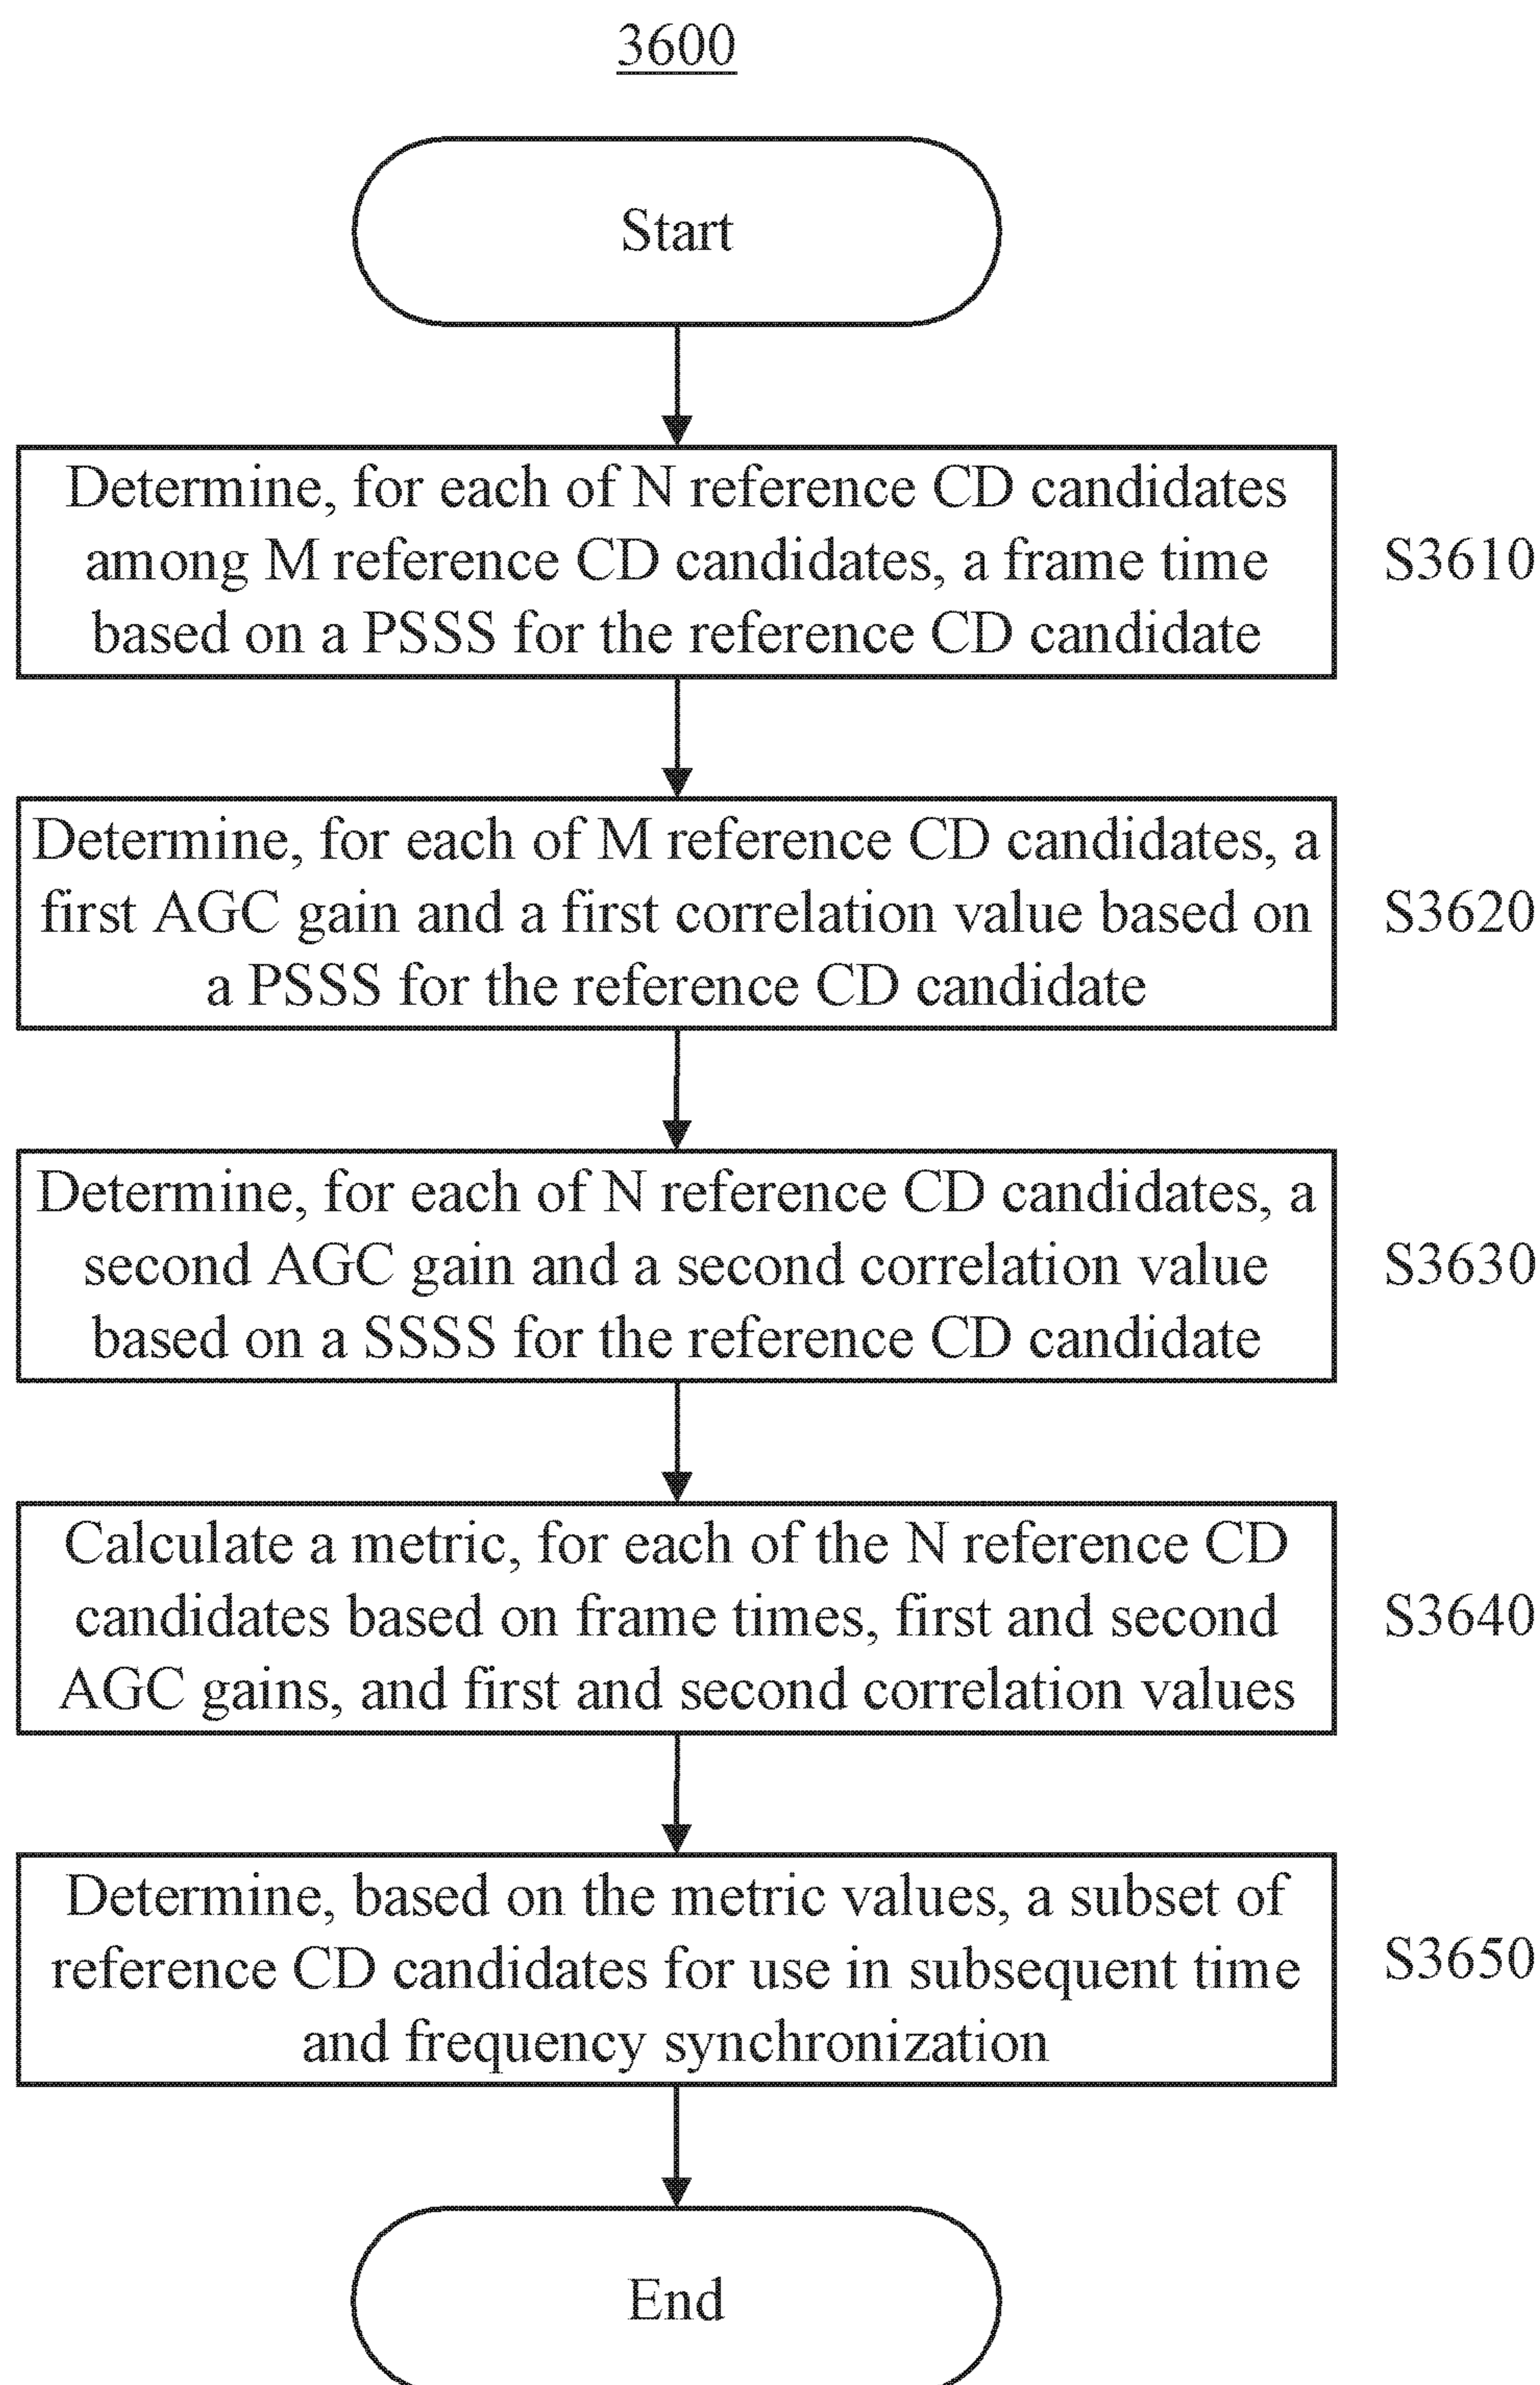 3600
Start
Determine, for each of N reference CD candidates
among M reference CD candidates, a frame time
based on a PSSS for the reference CD candidate
S3610
Determine, for each of M reference CD candidates, a
first AGC gain and a first correlation value based on
a PSSS for the reference CD candidate
S3620
Determine, for each of N reference CD candidates, a
second AGC gain and a second correlation value
based on a SSSS for the reference CD candidate
S3630
Calculate a metric, for each of the N reference CD
candidates based on frame times, first and second
AGC gains, and first and second correlation values
S3640
Determine, based on the metric values, a subset of
reference CD candidates for use in subsequent time
and frequency synchronization
S3650
End